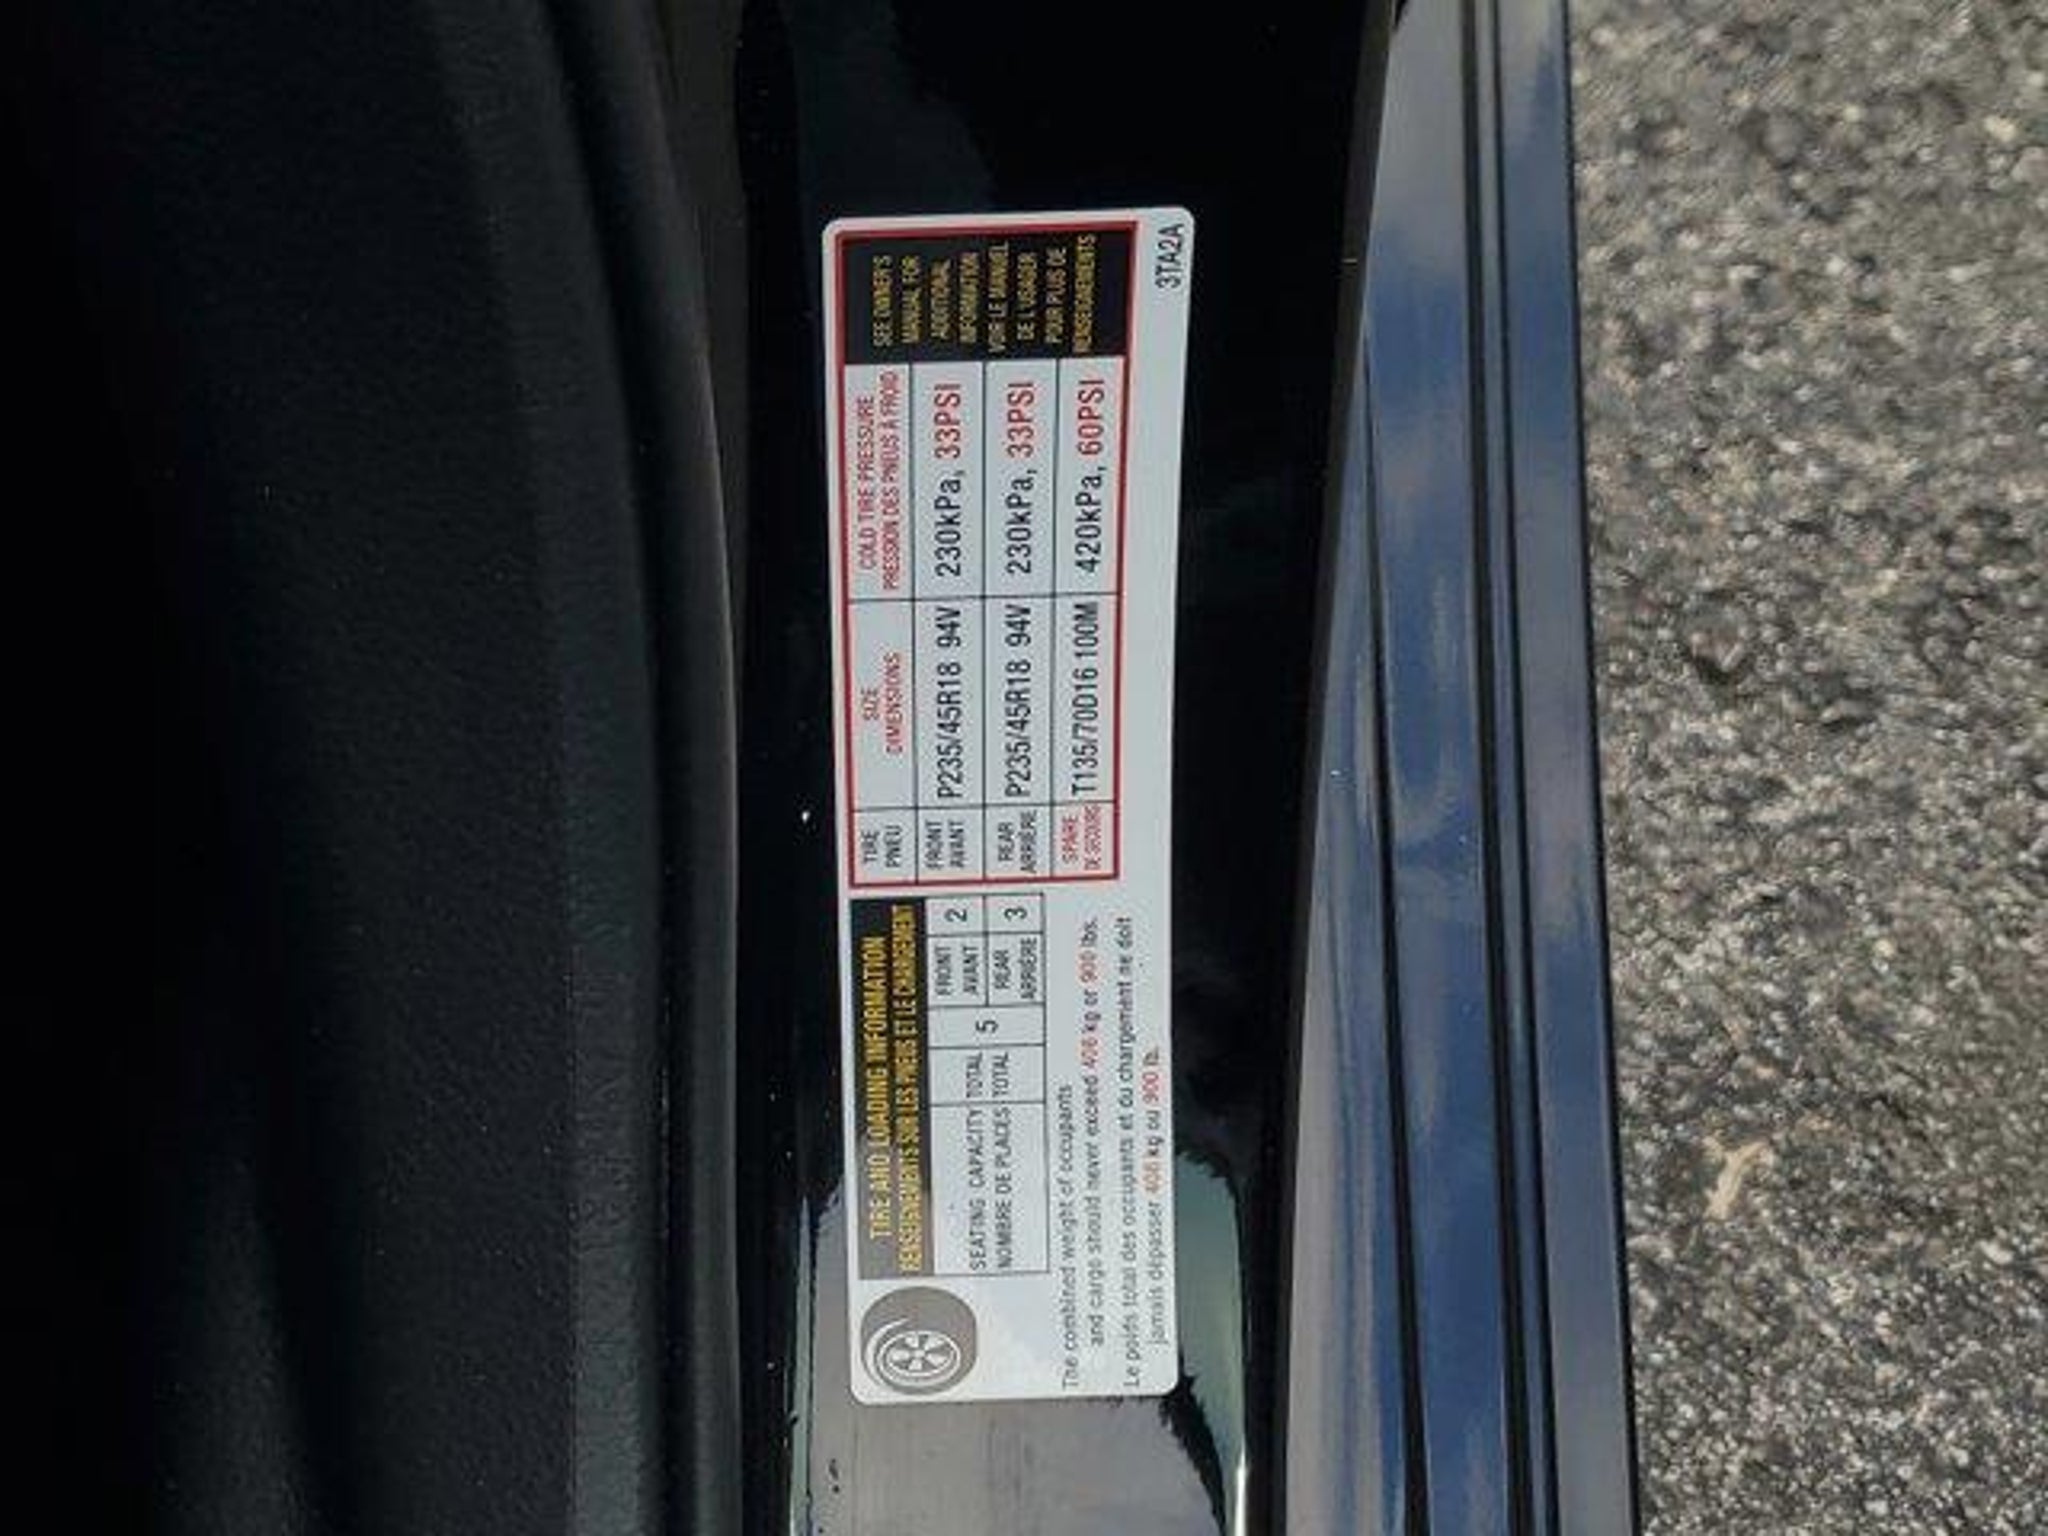 TIRE AND LOADING INFORMATION
RENSEIGNEMENTS SUR LES PNEUS ET LE CHARGEMENT
SEATING CAPACITY TOTAL 5 FRONT 2
NOMBRE DE PLACES TOTAL AVANT
REAR 3
ARRIÈRE
The combined weight of occupants
and cargo should never exceed 408 kg or 900 lbs.
Le poids total des occupants et du chargement ne doit
jamais dépasser 408 kg ou 900 lb.
TIRE SIZE COLD TIRE PRESSURE
PNEU DIMENSIONS PRESSION DES PNEUS À FROID
FRONT P235/45R18 94V 230kPa, 33PSI
AVANT
REAR P235/45R18 94V 230kPa, 33PSI
ARRIÈRE
SPARE T135/70D16 100M 420kPa, 60PSI
DE SECOURS
SEE OWNER'S
MANUAL FOR
ADDITIONAL
INFORMATION
VOIR LE MANUEL
DE L'USAGER
POUR PLUS DE
RENSEIGNEMENTS
3TA2A